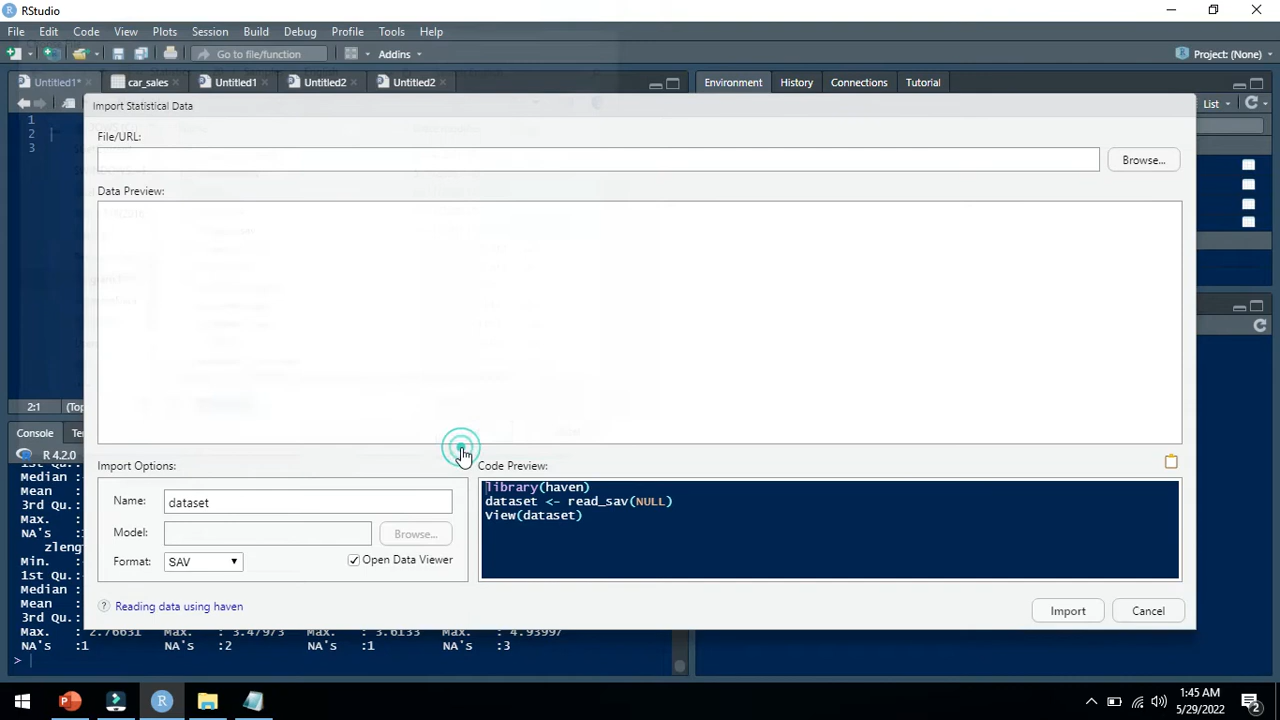 RStudio
File Edit Code View Plots Session Build Debug Profile Tools Help
Go to file/function Addins Project: (None)
Untitled1* car_sales Untitled1 Untitled2 Untitled2
Environment History Connections Tutorial
List
Import Statistical Data
1
2
3
File/URL:
Browse...
Data Preview:
2:1
Console
R 4.2.0
Median :
Mean :
3rd Qu.:
Max. :
NA's :
zlengt
Min. :
1st Qu.:
Median :
Mean :
3rd Qu.:
Max. : 2.76631 Max. : 3.47973 Max. : 3.6133 Max. : 4.93997
NA's :1 NA's :2 NA's :1 NA's :3
>
Import Options:
Name: dataset
Model: Browse...
Format: SAV Open Data Viewer
Code Preview:
library(haven)
dataset <- read_sav(NULL)
View(dataset)
? Reading data using haven
Import Cancel
1:45 AM
5/29/2022
2